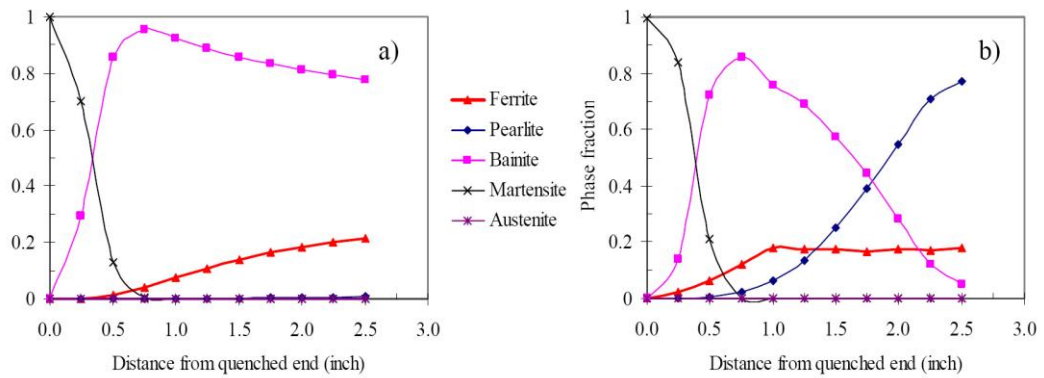 a)
1
0.8
0.6
0.4
0.2
0
0.0 0.5 1.0 1.5 2.0 2.5 3.0
Distance from quenched end (inch)
Ferrite
Pearlite
Bainite
Martensite
Austenite
b)
Phase fraction
1
0.8
0.6
0.4
0.2
0
0.0 0.5 1.0 1.5 2.0 2.5 3.0
Distance from quenched end (inch)